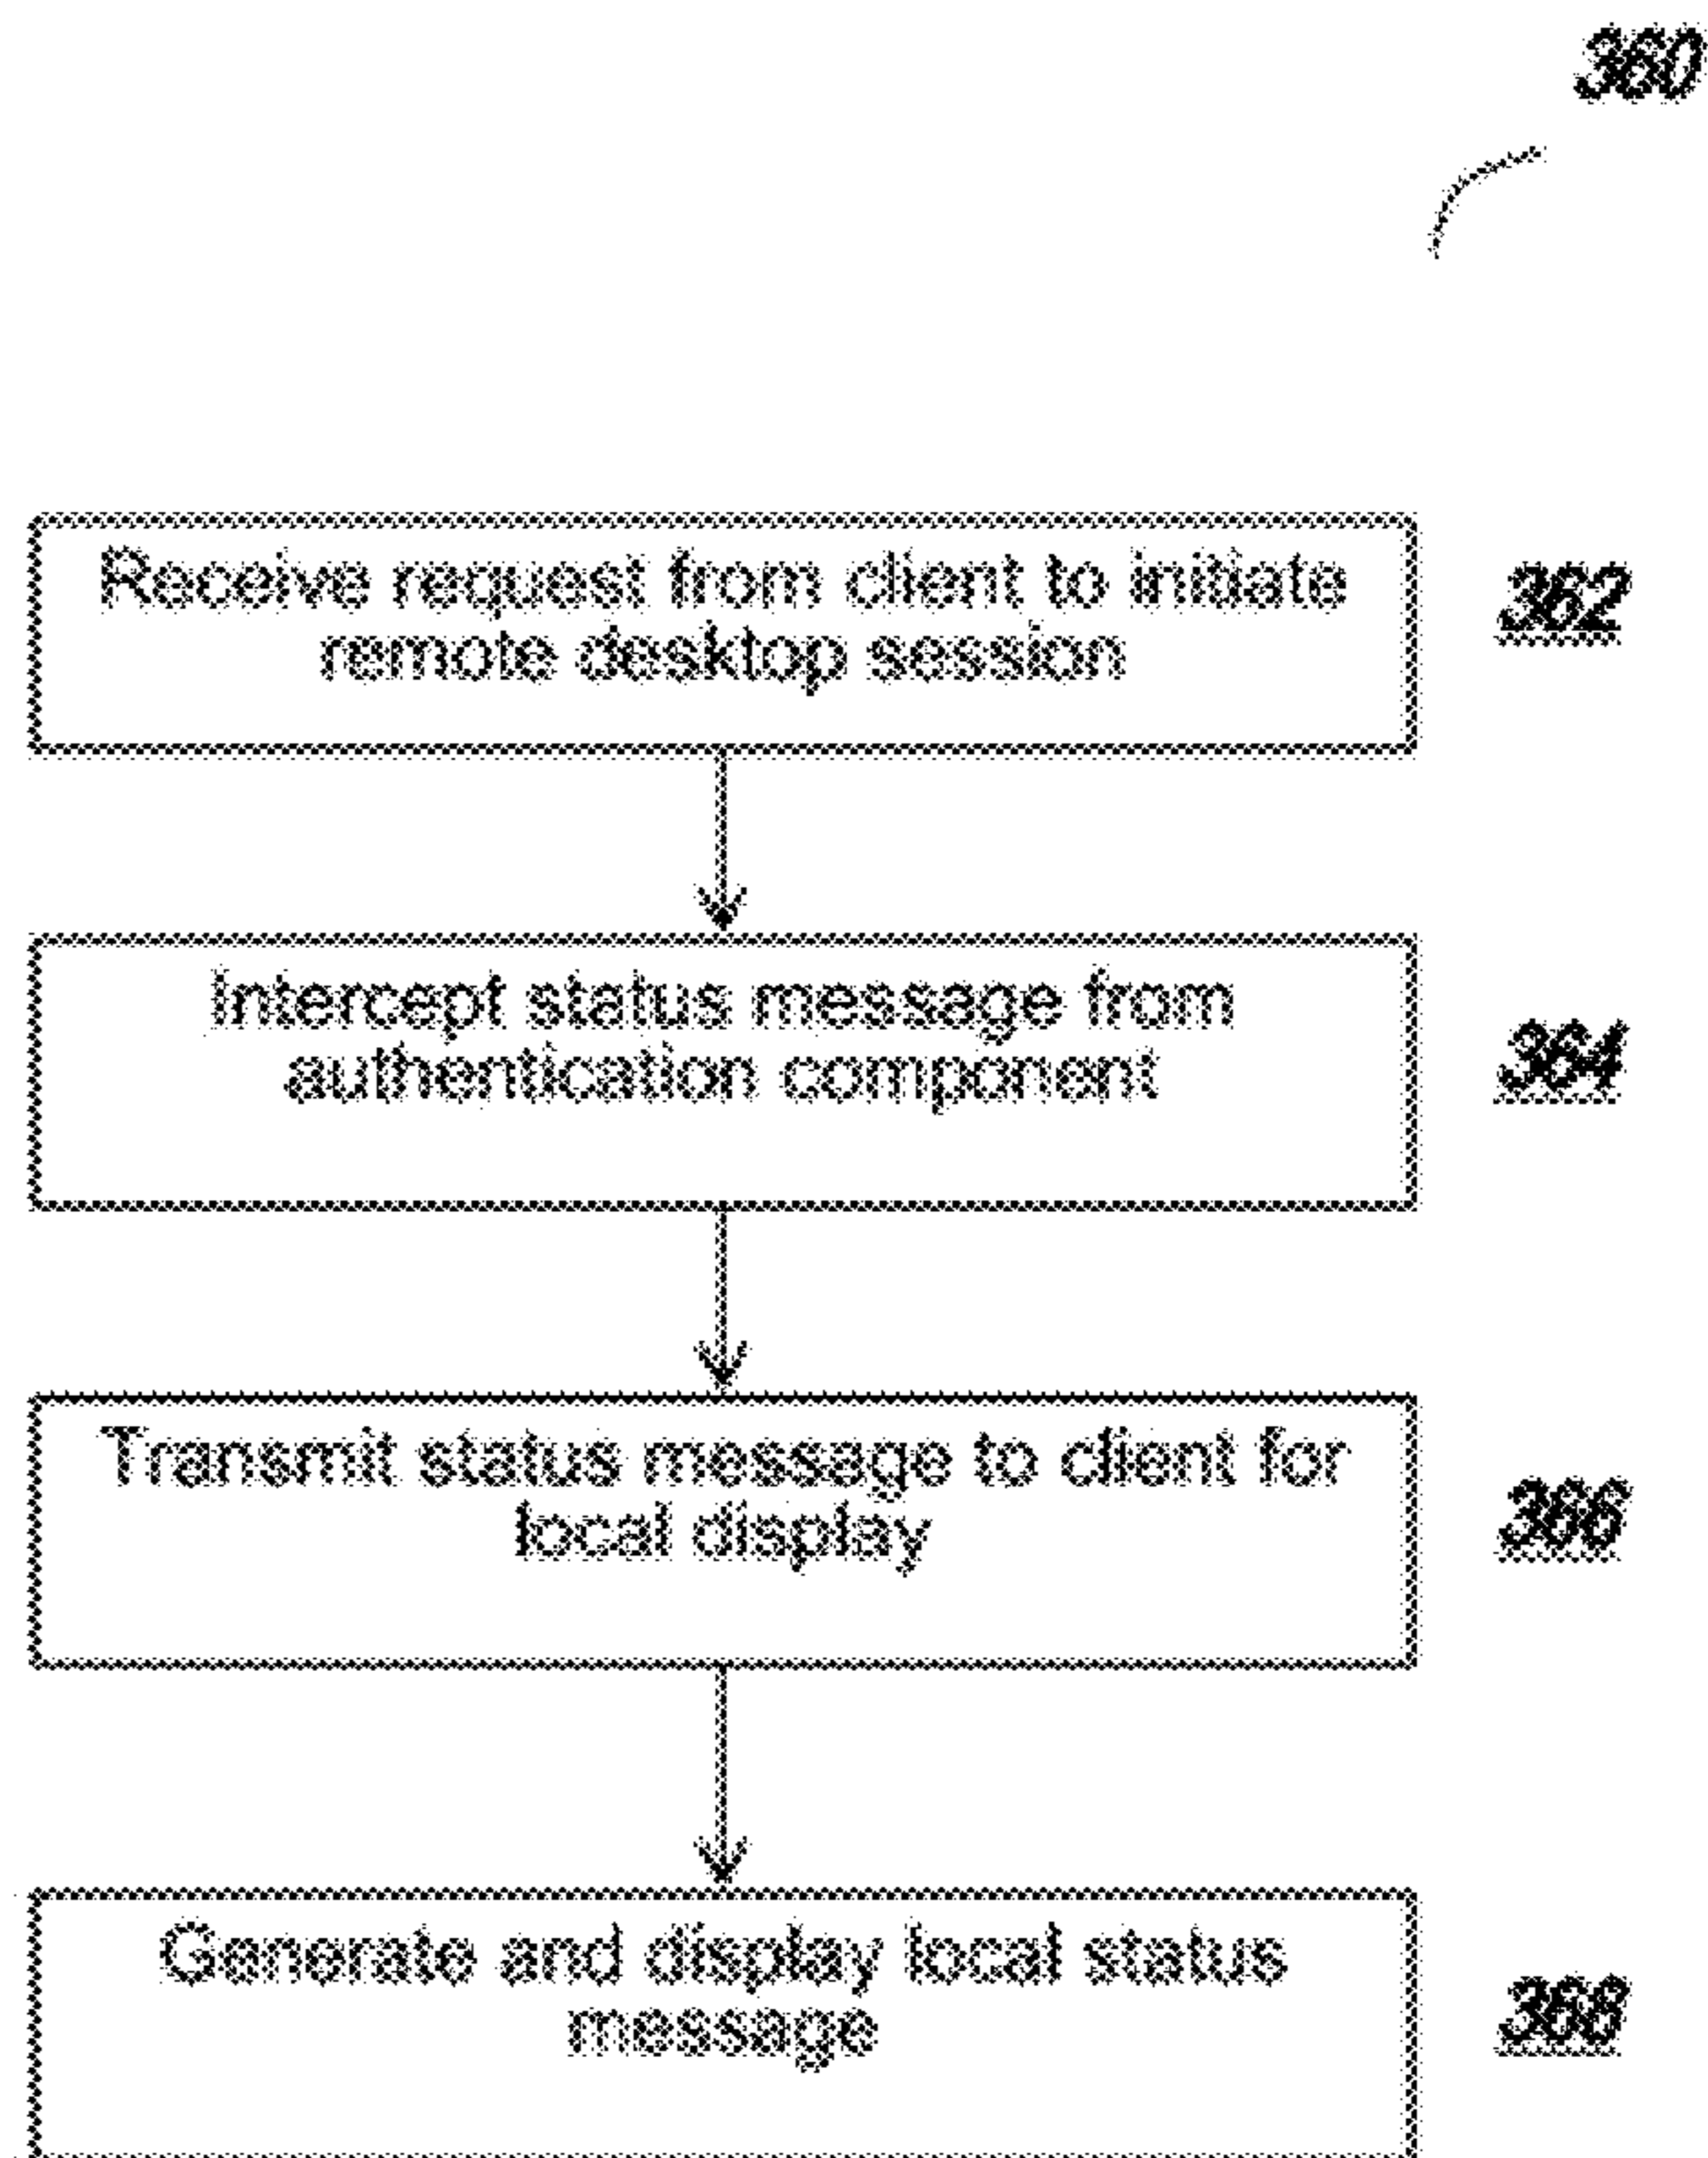 360
Receive request from client to initiate
remote desktop session
362
Intercept status message from
authentication component
364
Transmit status message to client for
local display
366
Generate and display local status
message
368